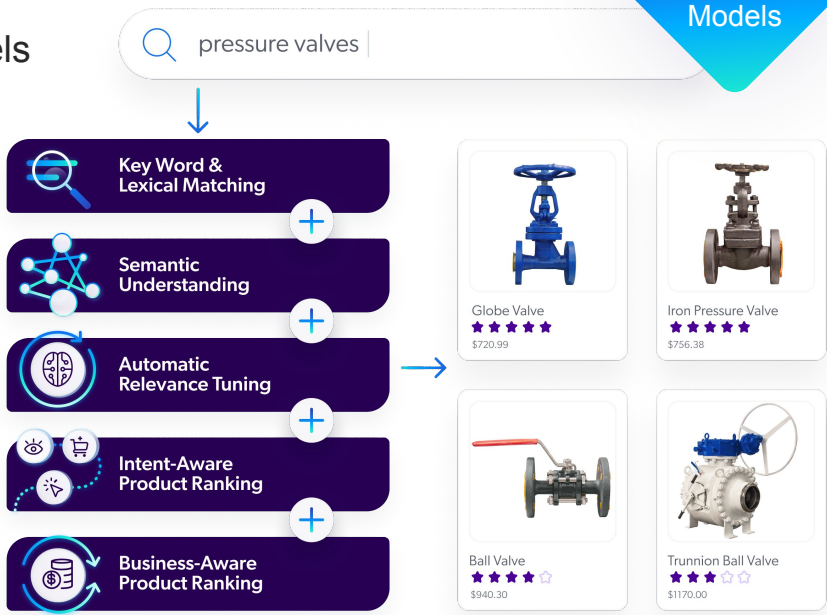 els
Models
pressure valves
Key Word &
Lexical Matching
Semantic
Understanding
Automatic
Relevance Tuning
Intent-Aware
Product Ranking
Business-Aware
Product Ranking
Globe Valve
$720.99
Iron Pressure Valve
$756.38
Ball Valve
$940.30
Trunnion Ball Valve
$1170.00